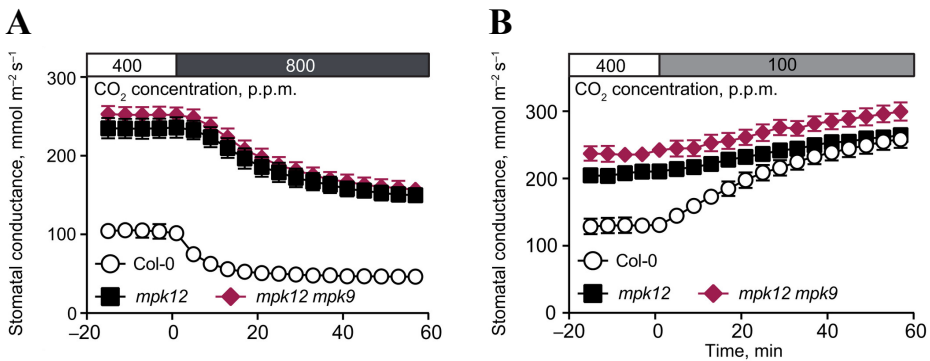 A
B
Stomatal conductance, mmol m⁻² s⁻¹
400 800
CO₂ concentration, p.p.m.
300
200
100
0
Col-0
mpk12 mpk12 mpk9
−20 0 20 40 60
Stomatal conductance, mmol m⁻² s⁻¹
400 100
CO₂ concentration, p.p.m.
300
200
100
0
Col-0
mpk12 mpk12 mpk9
−20 0 20 40 60
Time, min